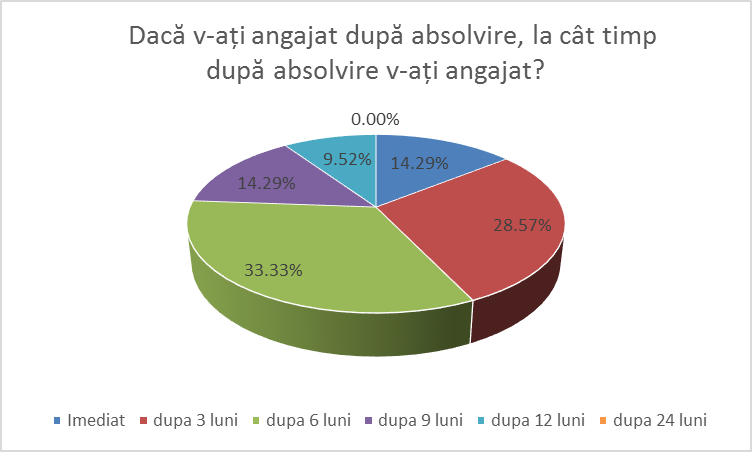 Dacă v-ați angajat după absolvire, la cât timp
după absolvire v-ați angajat?
0.00%
9.52%
14.29%
14.29%
28.57%
33.33%
Imediat
dupa 3 luni
dupa 6 luni
dupa 9 luni
dupa 12 luni
dupa 24 luni